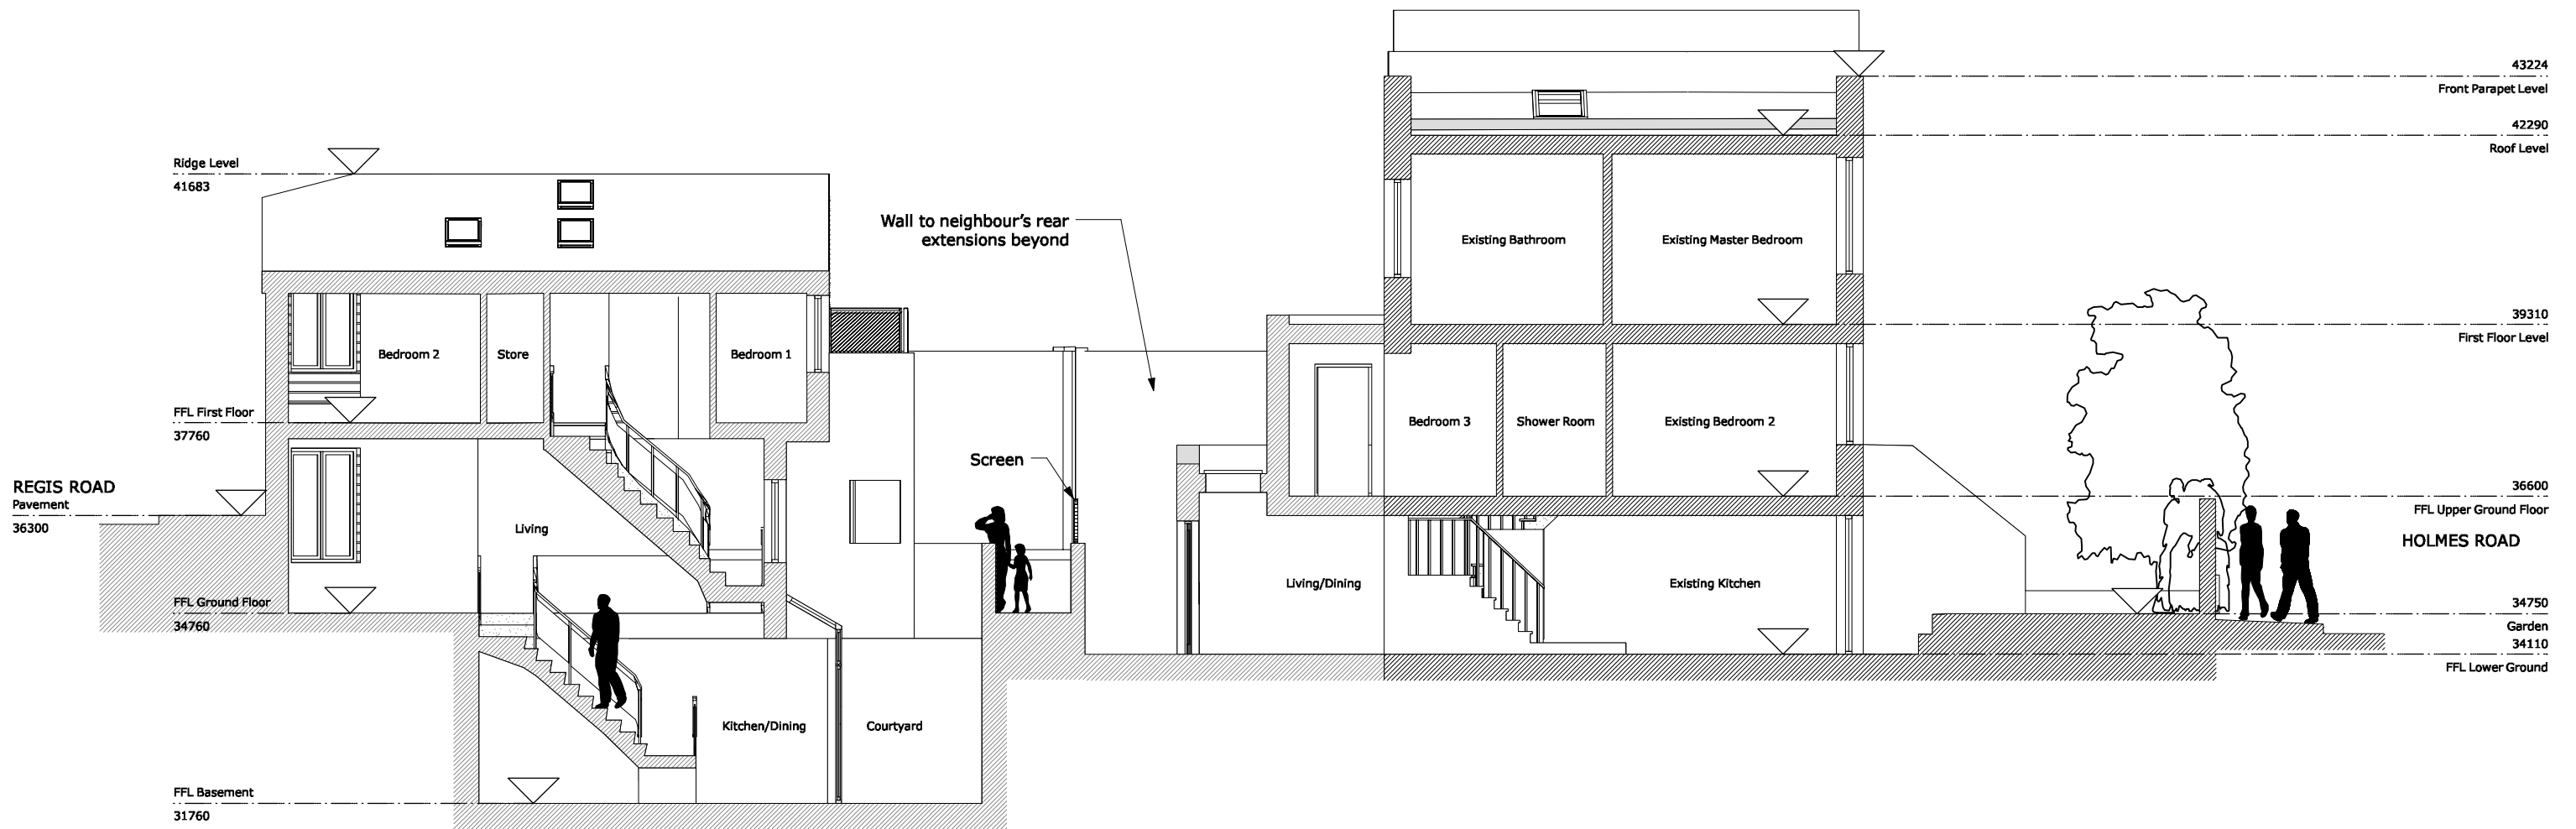 43224
Front Parapet Level
42290
Roof Level
Ridge Level
41683
Wall to neighbour’s rear
extensions beyond
Existing Bathroom
Existing Master Bedroom
39310
First Floor Level
Bedroom 2
Store
Bedroom 1
FFL First Floor
37760
Bedroom 3
Shower Room
Existing Bedroom 2
Screen
REGIS ROAD
Pavement
36300
36600
FFL Upper Ground Floor
HOLMES ROAD
Living
Living/Dining
Existing Kitchen
FFL Ground Floor
34760
34750
Garden
34110
FFL Lower Ground
Kitchen/Dining
Courtyard
FFL Basement
31760